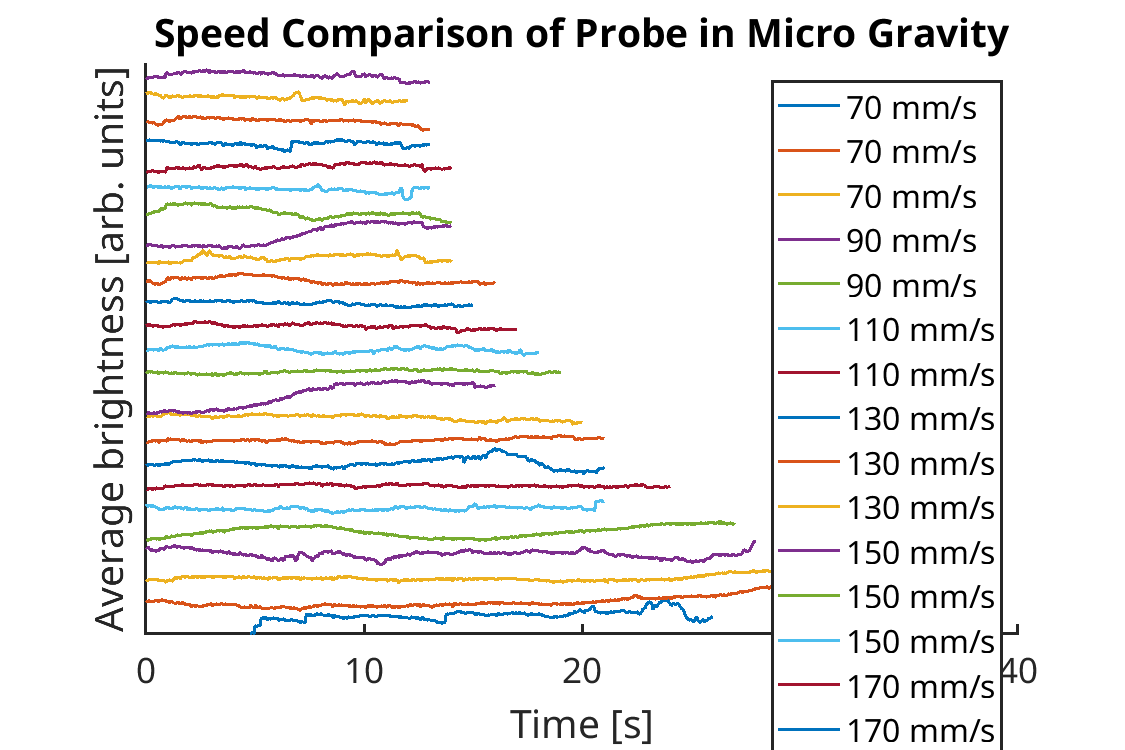 Speed Comparison of Probe in Micro Gravity
Average brightness [arb. units]
70 mm/s
70 mm/s
70 mm/s
90 mm/s
90 mm/s
110 mm/s
110 mm/s
130 mm/s
130 mm/s
130 mm/s
150 mm/s
150 mm/s
150 mm/s
170 mm/s
170 mm/s
0 10 20 40
Time [s]